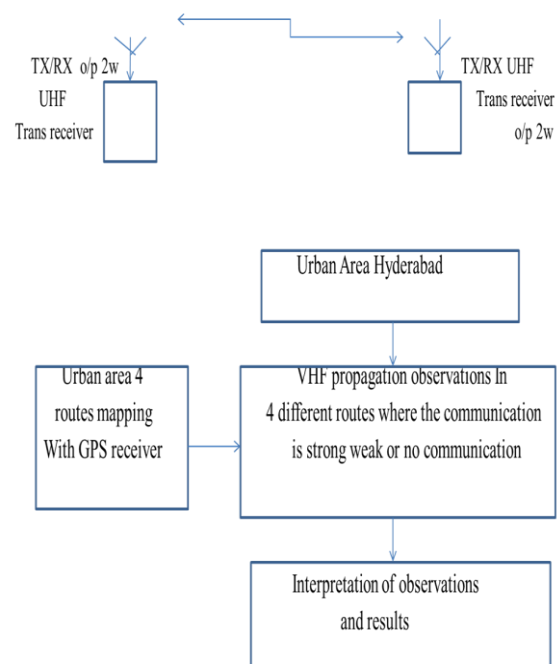 TX/RX o/p 2w
UHF
Trans receiver
TX/RX UHF
Trans receiver
o/p 2w
Urban Area Hyderabad
Urban area 4
routes mapping
With GPS receiver
VHF propagation observations In
4 different routes where the communication
is strong weak or no communication
Interpretation of observations
and results